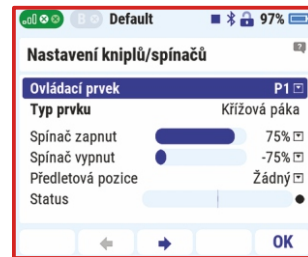 B Default 97%
Nastavení kniplů/spínačů
Ovládací prvek P1
Typ prvku Křížová páka
Spínač zapnut 75%
Spínač vypnut -75%
Předletová pozice Žádný
Status
OK